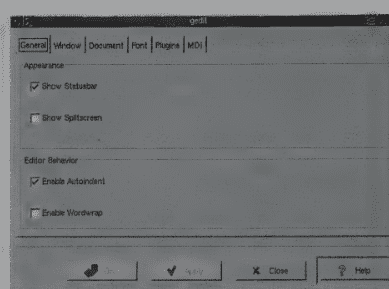 gedit
General Window Document Font Plugins MDI
Appearance
Show Statusbar
Show Splitscreen
Editor Behavior
Enable Autoindent
Enable Wordwrap
Apply Close Help